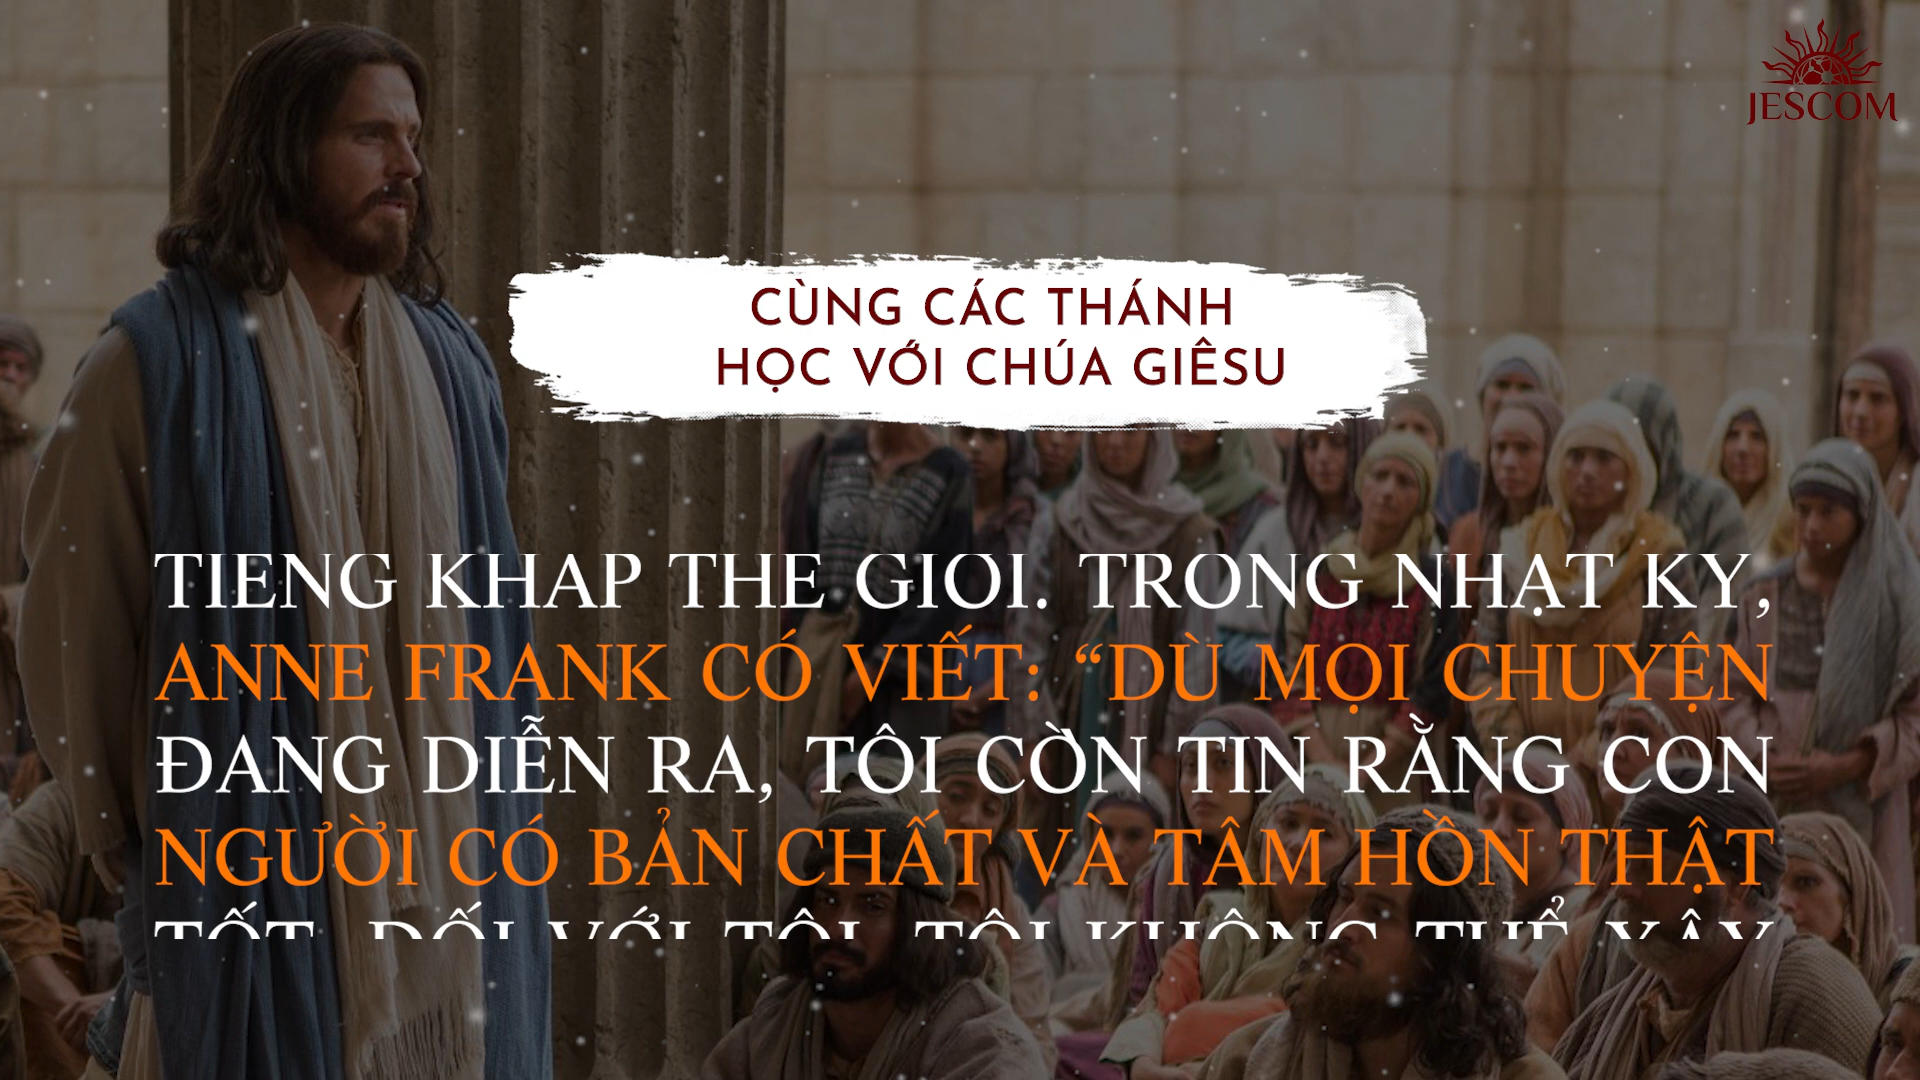 JESCOM
CÙNG CÁC THÁNH
HỌC VỚI CHÚA GIÊSU
TIENG KHAP THE GIOI. TRONG NHẠT KY,
ANNE FRANK CÓ VIẾT: “DÙ MỌI CHUYỆN
ĐANG DIỄN RA, TÔI CÒN TIN RẰNG CON
NGƯỜI CÓ BẢN CHẤT VÀ TÂM HỒN THẬT